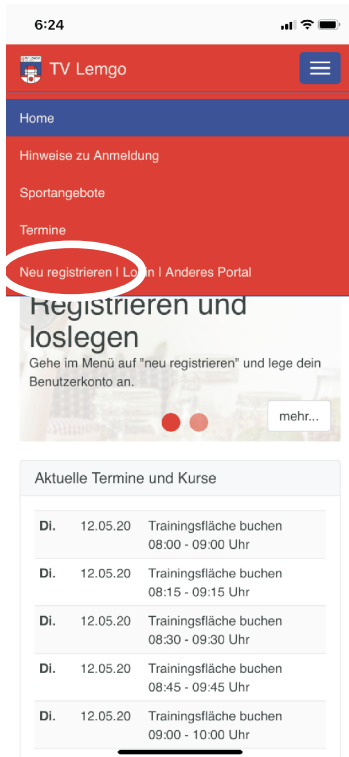 6:24
TV Lemgo
Home
Hinweise zu Anmeldung
Sportangebote
Termine
Neu registrieren | Login | Anderes Portal
Registrieren und
loslegen
Gehe im Menü auf "neu registrieren" und lege dein
Benutzerkonto an.
mehr...
Aktuelle Termine und Kurse
Di. 12.05.20 Trainingsfläche buchen
08:00 - 09:00 Uhr
Di. 12.05.20 Trainingsfläche buchen
08:15 - 09:15 Uhr
Di. 12.05.20 Trainingsfläche buchen
08:30 - 09:30 Uhr
Di. 12.05.20 Trainingsfläche buchen
08:45 - 09:45 Uhr
Di. 12.05.20 Trainingsfläche buchen
09:00 - 10:00 Uhr